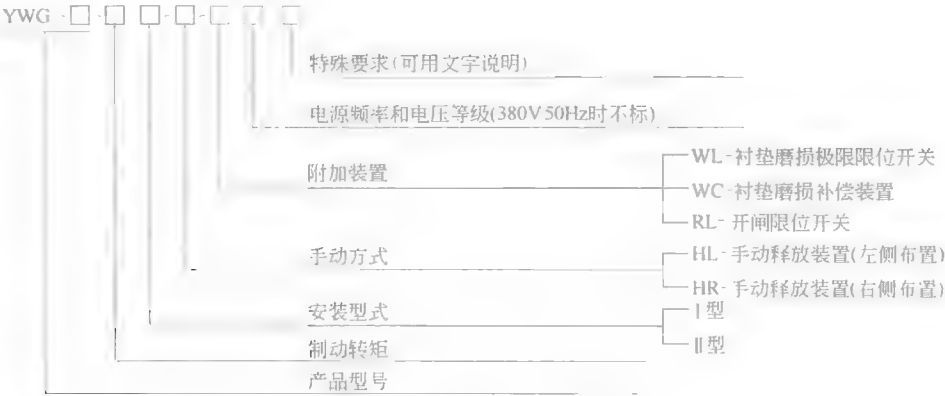 YWG-□-□ □-□-□ □ □
特殊要求(可用文字说明)
电源频率和电压等级(380V 50Hz时不标)
附加装置
WL-衬垫磨损极限限位开关
WC-衬垫磨损补偿装置
RL-开闸限位开关
手动方式
HL-手动释放装置(左侧布置)
HR-手动释放装置(右侧布置)
安装型式
Ⅰ型
Ⅱ型
制动转矩
产品型号